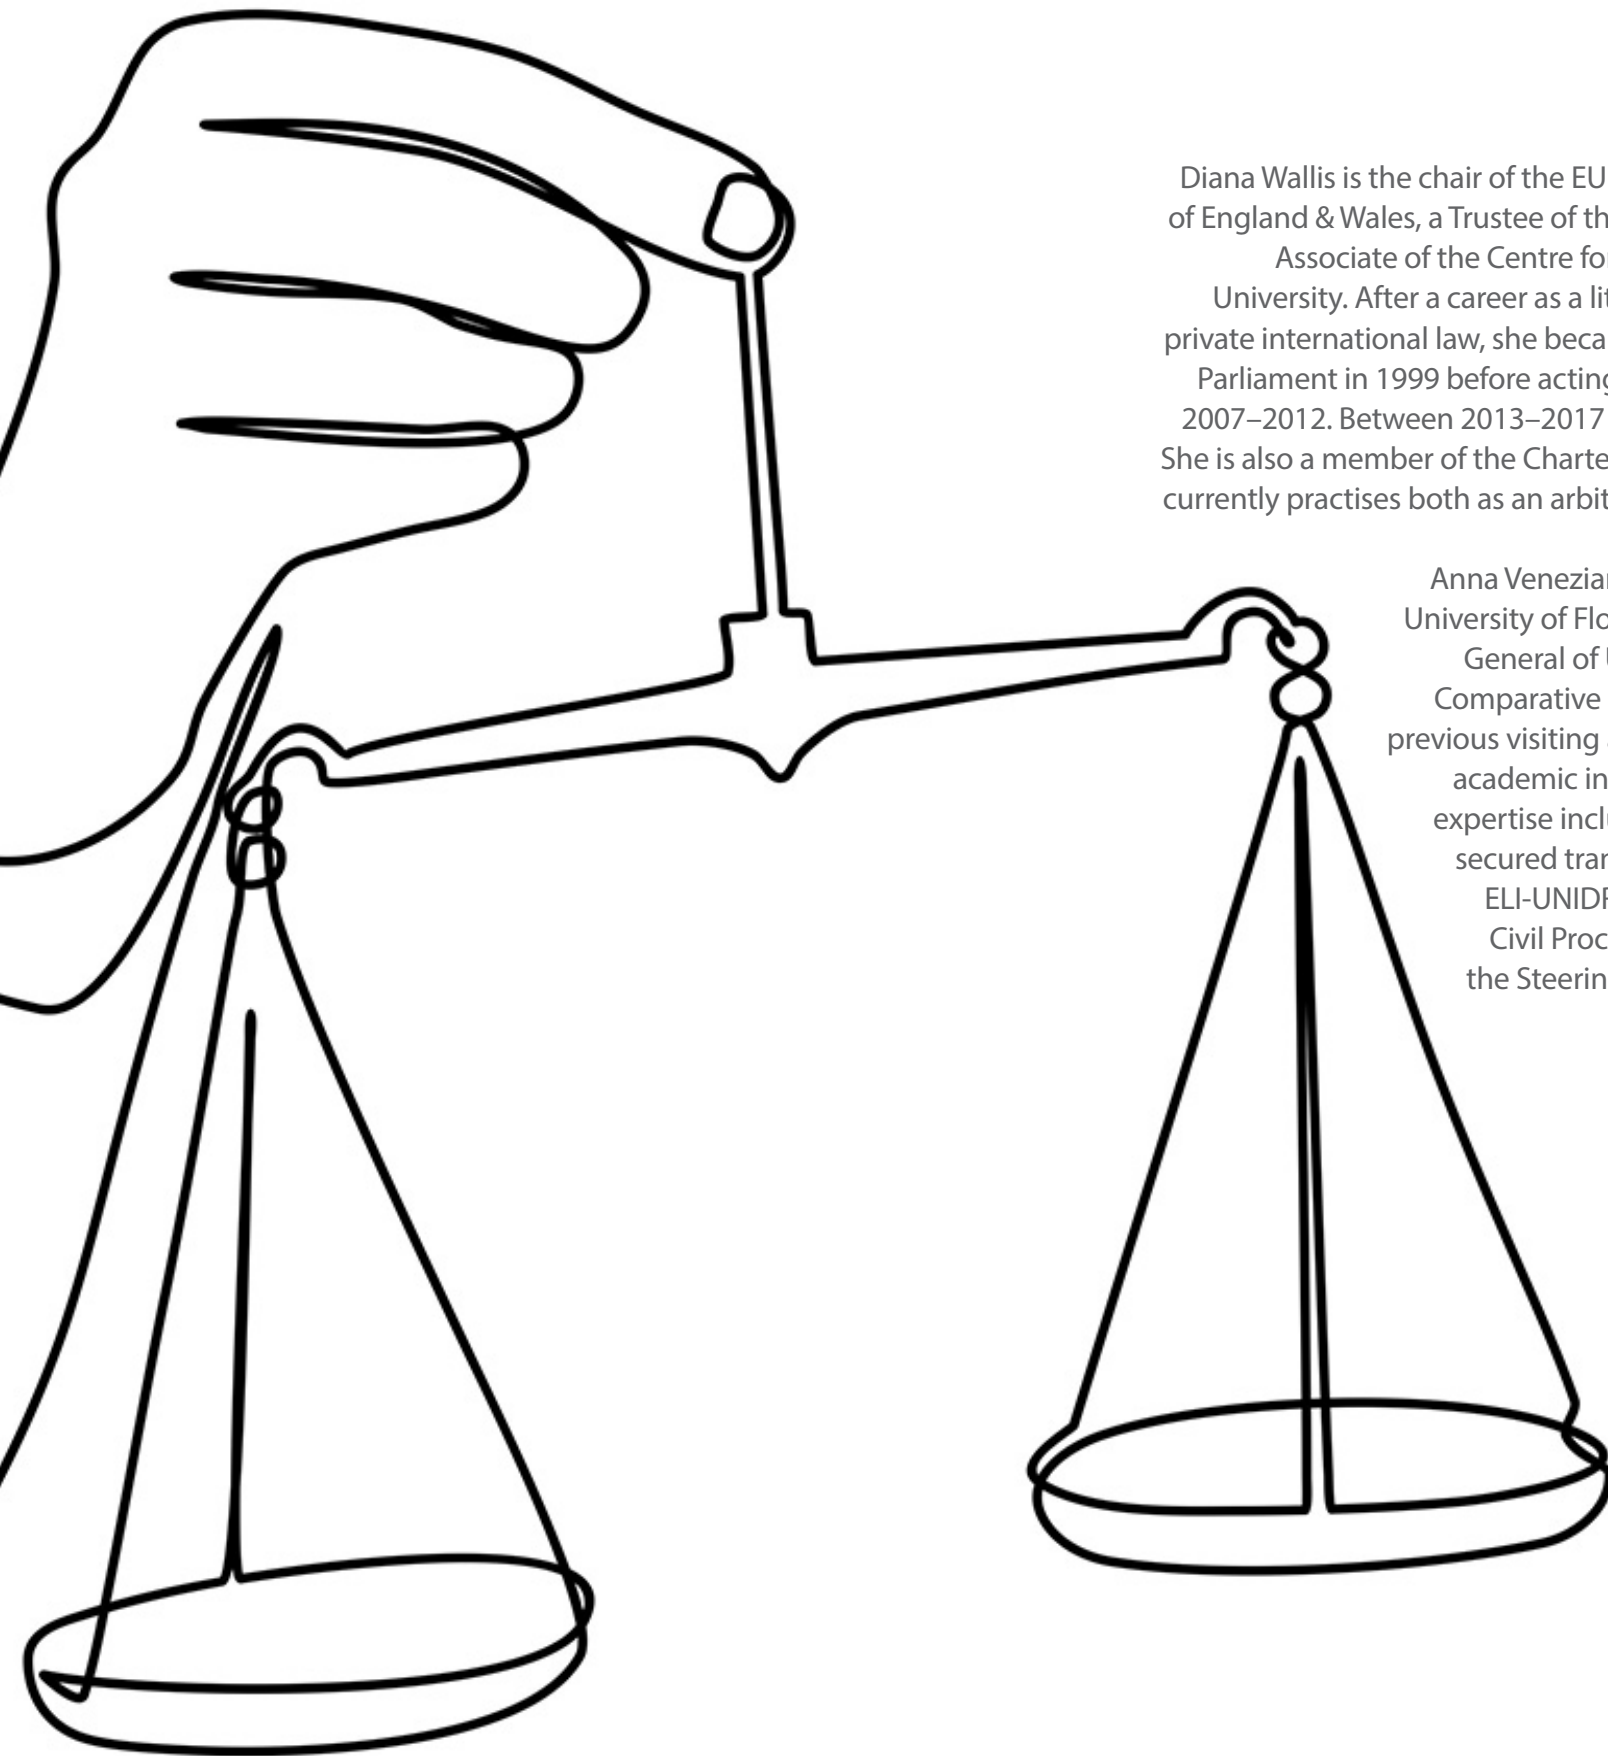 Diana Wallis is the chair of the EU
of England & Wales, a Trustee of th
Associate of the Centre for
University. After a career as a lit
private international law, she beca
Parliament in 1999 before acting
2007–2012. Between 2013–2017
She is also a member of the Charte
currently practises both as an arbit
Anna Venezian
University of Flo
General of U
Comparative
previous visiting a
academic in
expertise inclu
secured tran
ELI-UNIDR
Civil Proc
the Steerin